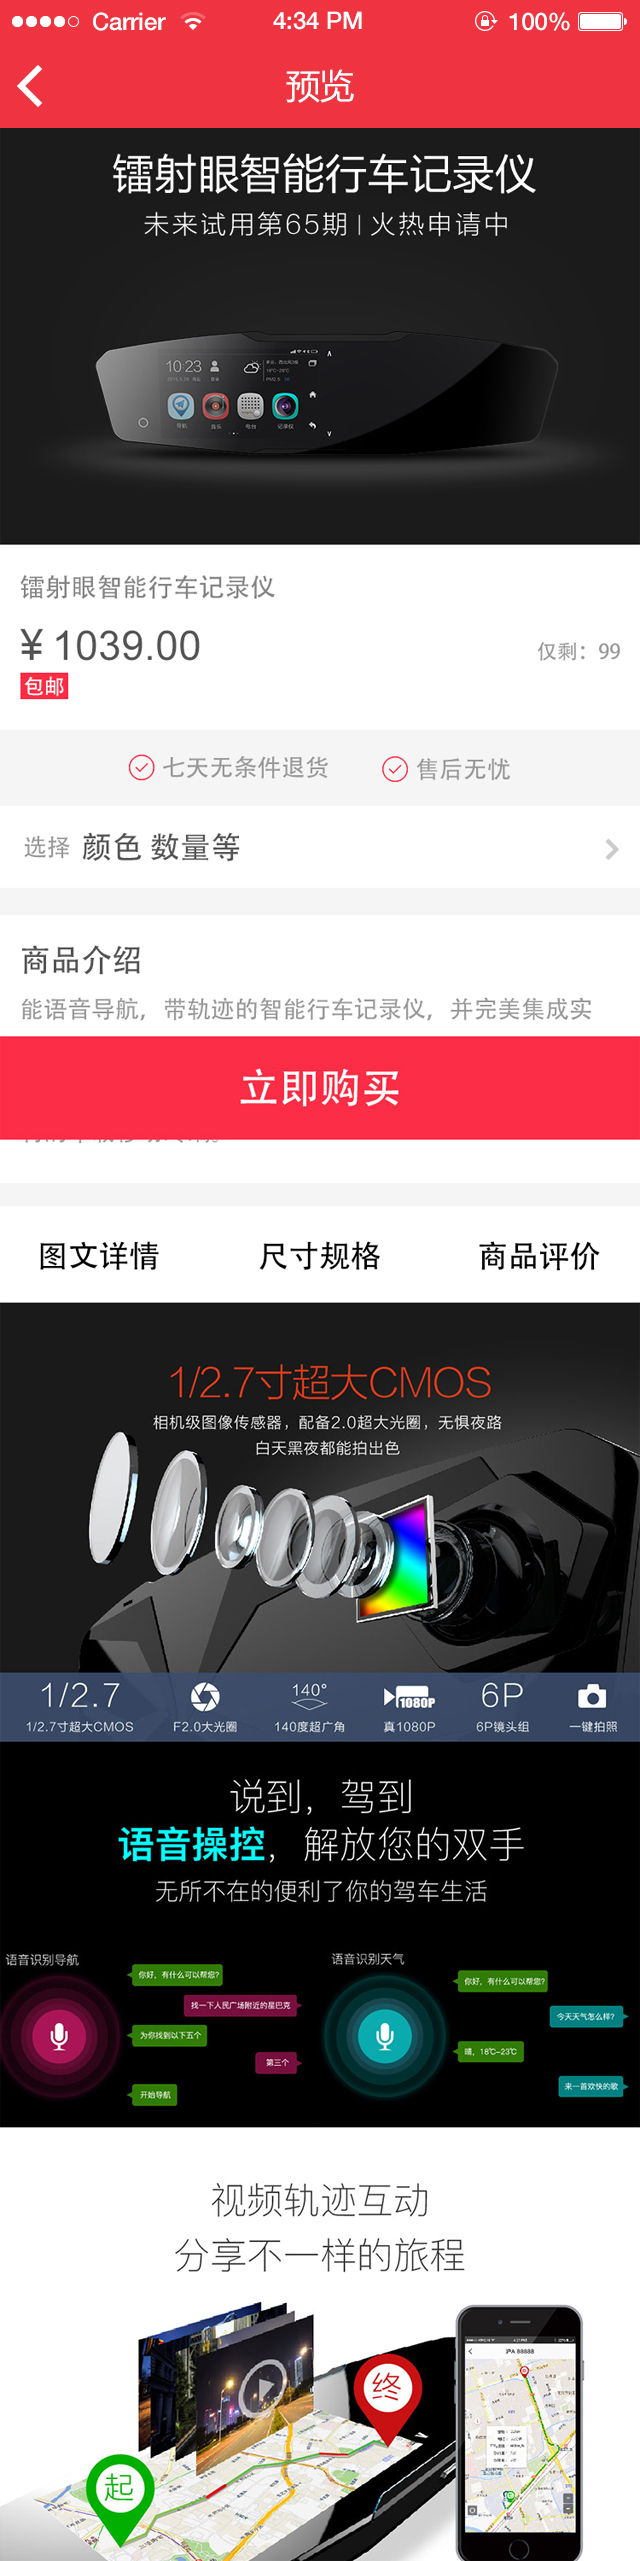 Carrier 4:34 PM 100%
预览
镭射眼智能行车记录仪
未来试用第65期 | 火热申请中
10:23
导航 音乐 电台 记录仪
镭射眼智能行车记录仪
¥ 1039.00
仅剩：99
包邮
七天无条件退货 售后无忧
选择 颜色 数量等
商品介绍
能语音导航，带轨迹的智能行车记录仪，并完美集成实
立即购买
图文详情 尺寸规格 商品评价
1/2.7寸超大CMOS
相机级图像传感器，配备2.0超大光圈，无惧夜路
白天黑夜都能拍出色
1/2.7 140° 1080P 6P
1/2.7寸超大CMOS F2.0大光圈 140度超广角 真1080P 6P镜头组 一键拍照
说到，驾到
语音操控，解放您的双手
无所不在的便利了你的驾车生活
语音识别导航
你好，有什么可以帮您?
找一下人民广场附近的星巴克
为你找到以下五个
第三个
开始导航
语音识别天气
你好，有什么可以帮您?
今天天气怎么样?
晴，18℃-23℃
来一首欢快的歌
视频轨迹互动
分享不一样的旅程
终
起
沪A 88888